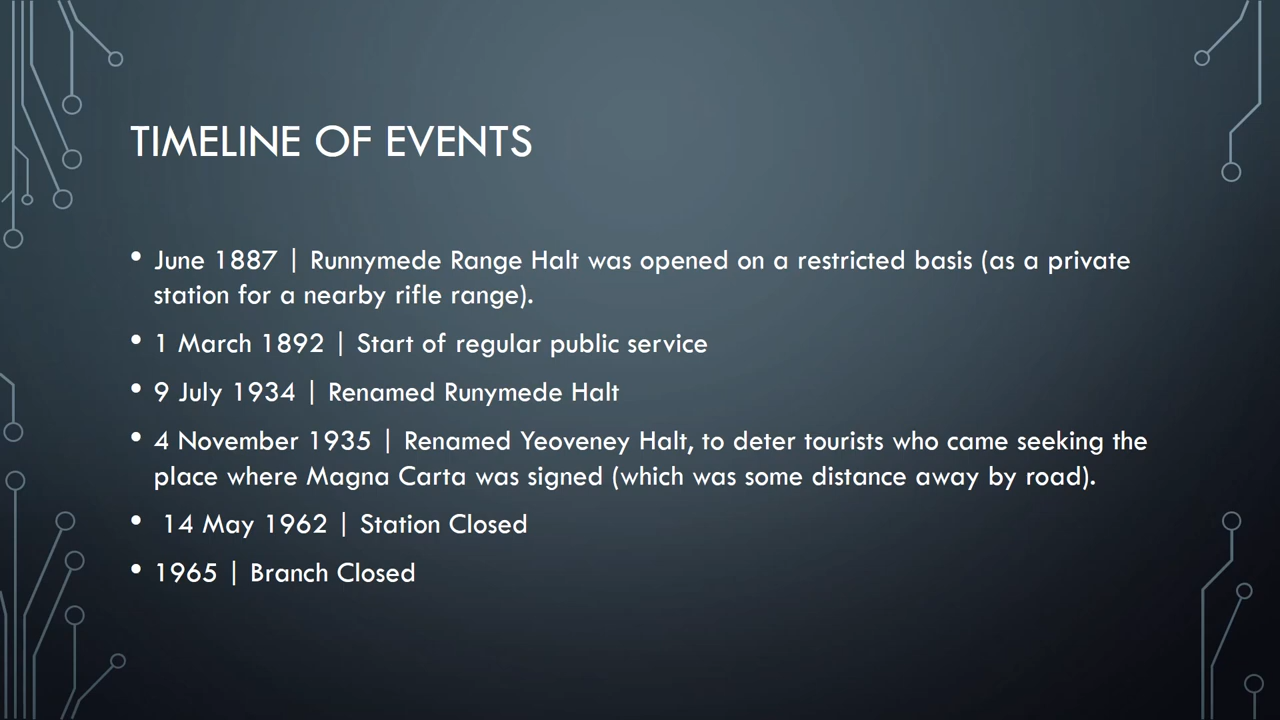 TIMELINE OF EVENTS
• June 1887 | Runnymede Range Halt was opened on a restricted basis (as a private
station for a nearby rifle range).
• 1 March 1892 | Start of regular public service
• 9 July 1934 | Renamed Runymede Halt
• 4 November 1935 | Renamed Yeoveney Halt, to deter tourists who came seeking the
place where Magna Carta was signed (which was some distance away by road).
• 14 May 1962 | Station Closed
• 1965 | Branch Closed